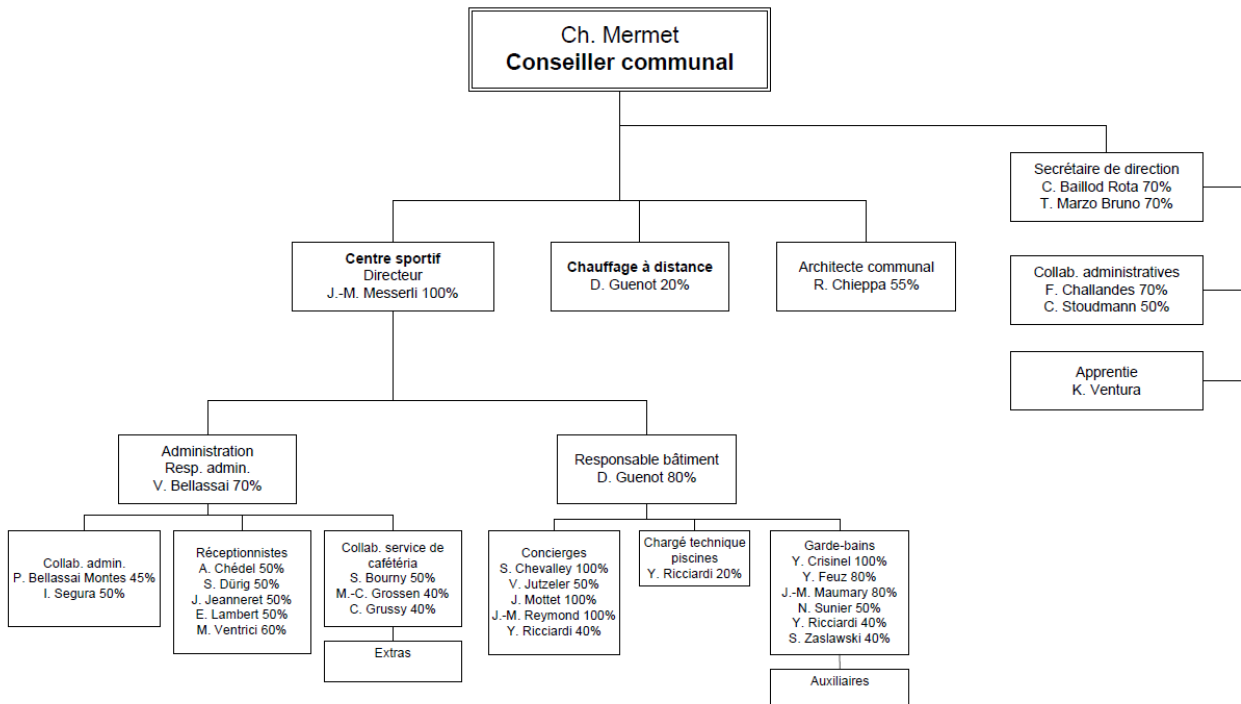 Ch. Mermet
Conseiller communal
Secrétaire de direction
C. Baillod Rota 70%
T. Marzo Bruno 70%
Centre sportif
Directeur
J.-M. Messerli 100%
Chauffage à distance
D. Guenot 20%
Architecte communal
R. Chieppa 55%
Collab. administratives
F. Challandes 70%
C. Stoudmann 50%
Apprentie
K. Ventura
Administration
Resp. admin.
V. Bellassai 70%
Responsable bâtiment
D. Guenot 80%
Collab. admin.
P. Bellassai Montes 45%
I. Segura 50%
Réceptionnistes
A. Chédel 50%
S. Dürig 50%
J. Jeanneret 50%
E. Lambert 50%
M. Ventrici 60%
Collab. service de
cafétéria
S. Bourny 50%
M.-C. Grossen 40%
C. Grussy 40%
Extras
Concierges
S. Chevalley 100%
V. Jutzeler 50%
J. Mottet 100%
J.-M. Reymond 100%
Y. Ricciardi 40%
Chargé technique
piscines
Y. Ricciardi 20%
Garde-bains
Y. Crisinel 100%
Y. Feuz 80%
J.-M. Maumary 80%
N. Sunier 50%
Y. Ricciardi 40%
S. Zaslawski 40%
Auxiliaires